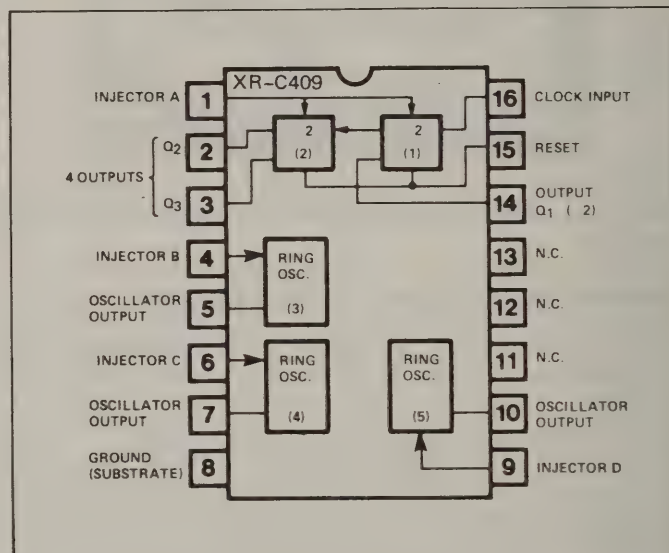 XR-C409
INJECTOR A
1
Q2
2
4 OUTPUTS
Q3
3
INJECTOR B
4
OSCILLATOR
OUTPUT
5
INJECTOR C
6
OSCILLATOR
OUTPUT
7
GROUND
(SUBSTRATE)
8
2
(2)
2
(1)
RING
OSC.
(3)
RING
OSC.
(4)
RING
OSC.
(5)
16
CLOCK INPUT
15
RESET
14
OUTPUT
Q1 ( 2)
13
N.C.
12
N.C.
11
N.C.
10
OSCILLATOR
OUTPUT
9
INJECTOR D